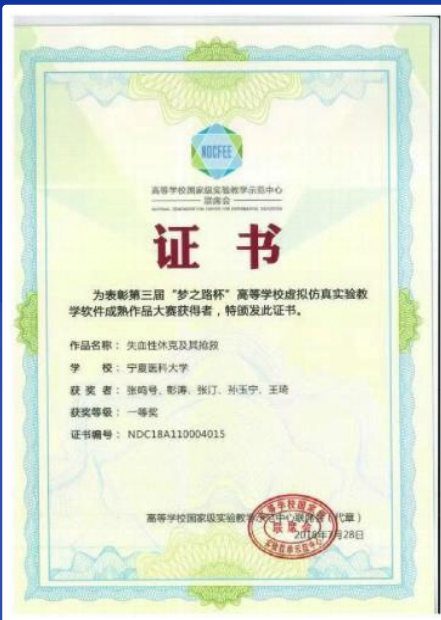 NDCFEE
高等学校国家级实验教学示范中心
联席会
证 书
为表彰第三届“梦之路杯”高等学校虚拟仿真实验教
学软件成熟作品大赛获得者，特颁发此证书。
作品名称： 失血性休克及其抢救
学 校： 宁夏医科大学
获 奖 者： 张鸣号、彭涛、张汀、孙玉宁、王琦
获奖等级： 一等奖
证书编号： NDC18A110004015
高等学校国家级实验教学示范中心联席会（代章）
2018年7月28日